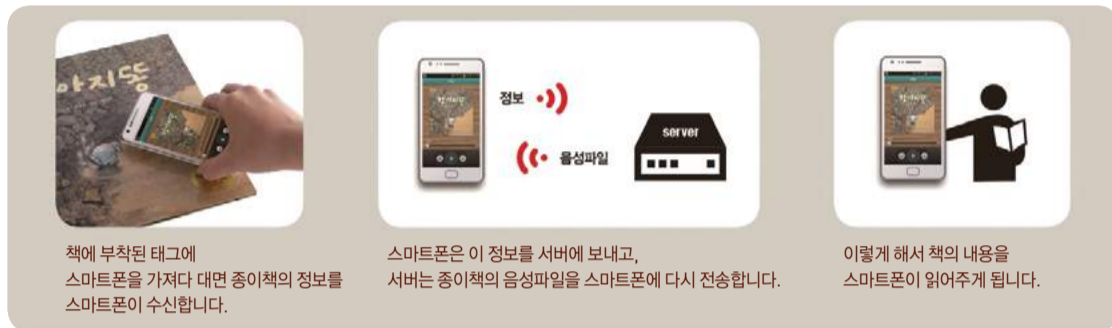 아지똥
정보
server
음성파일
책에 부착된 태그에
스마트폰을 가져다 대면 종이책의 정보를
스마트폰이 수신합니다.
스마트폰은 이 정보를 서버에 보내고,
서버는 종이책의 음성파일을 스마트폰에 다시 전송합니다.
이렇게 해서 책의 내용을
스마트폰이 읽어주게 됩니다.